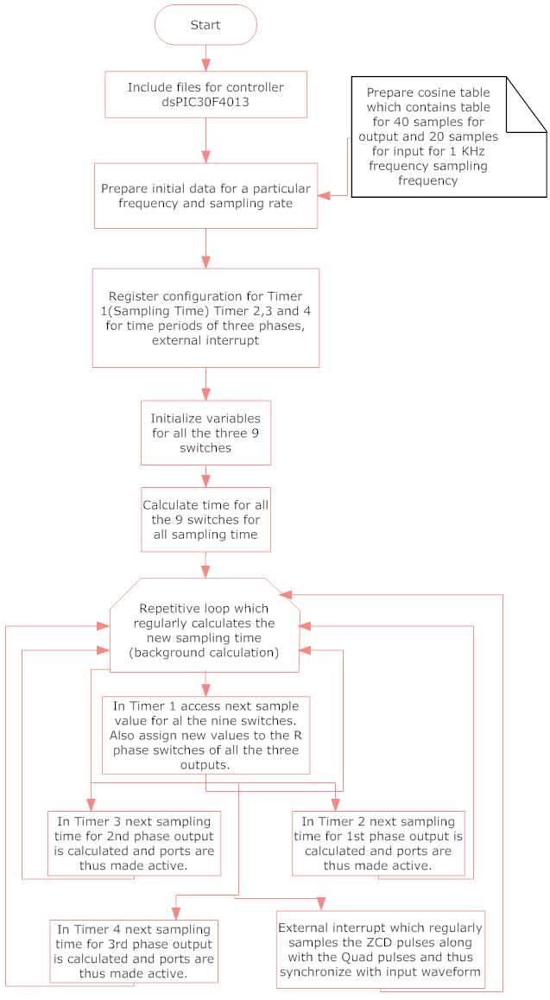 Start
Include files for controller
dsPIC30F4013
Prepare cosine table
which contains table
for 40 samples for
output and 20 samples
for input for 1 KHz
frequency sampling
frequency
Prepare initial data for a particular
frequency and sampling rate
Register configuration for Timer
1(Sampling Time) Timer 2,3 and 4
for time periods of three phases,
external interrupt
Initialize variables
for all the three 9
switches
Calculate time for all
the 9 switches for
all sampling time
Repetitive loop which
regularly calculates the
new sampling time
(background calculation)
In Timer 1 access next sample
value for al the nine switches.
Also assign new values to the R
phase switches of all the three
outputs.
In Timer 3 next sampling
time for 2nd phase output
is calculated and ports are
thus made active.
In Timer 2 next sampling
time for 1st phase output is
calculated and ports are
thus made active.
In Timer 4 next sampling
time for 3rd phase output
is calculated and ports are
thus made active.
External interrupt which regularly
samples the ZCD pulses along
with the Quad pulses and thus
synchronize with input waveform